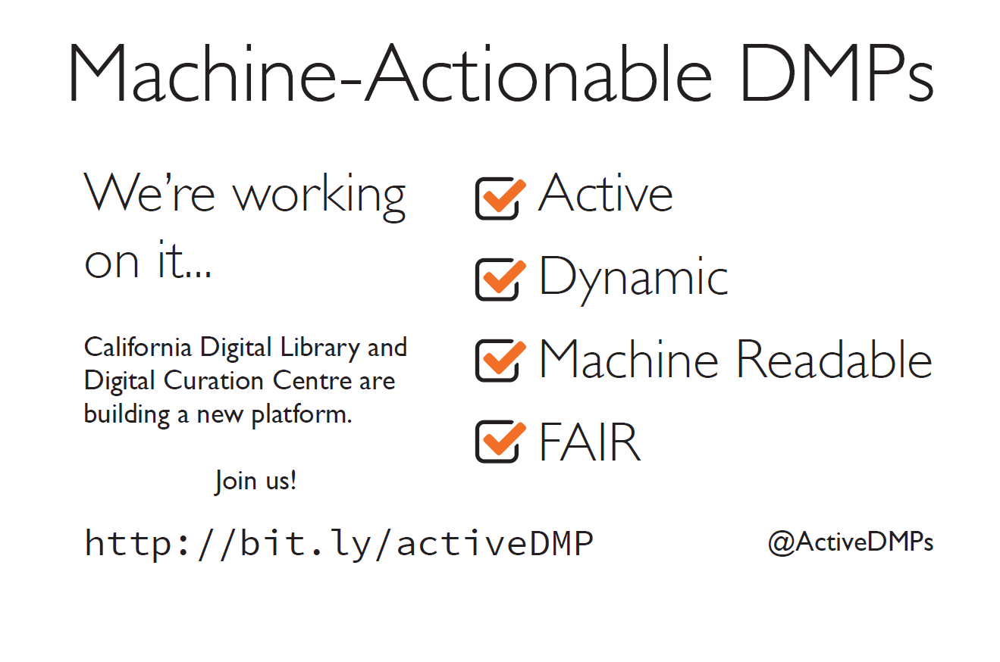 Machine-Actionable DMPs
We’re working
on it...
California Digital Library and
Digital Curation Centre are
building a new platform.
Join us!
Active
Dynamic
Machine Readable
FAIR
http://bit.ly/activeDMP
@ActiveDMPs